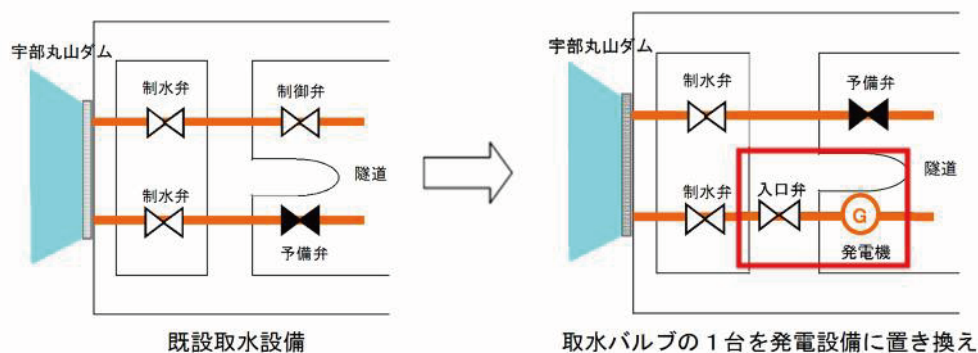 宇部丸山ダム
制水弁
制御弁
隧道
制水弁
予備弁
既設取水設備
宇部丸山ダム
制水弁
予備弁
隧道
制水弁
入口弁
G
発電機
取水バルブの1台を発電設備に置き換え